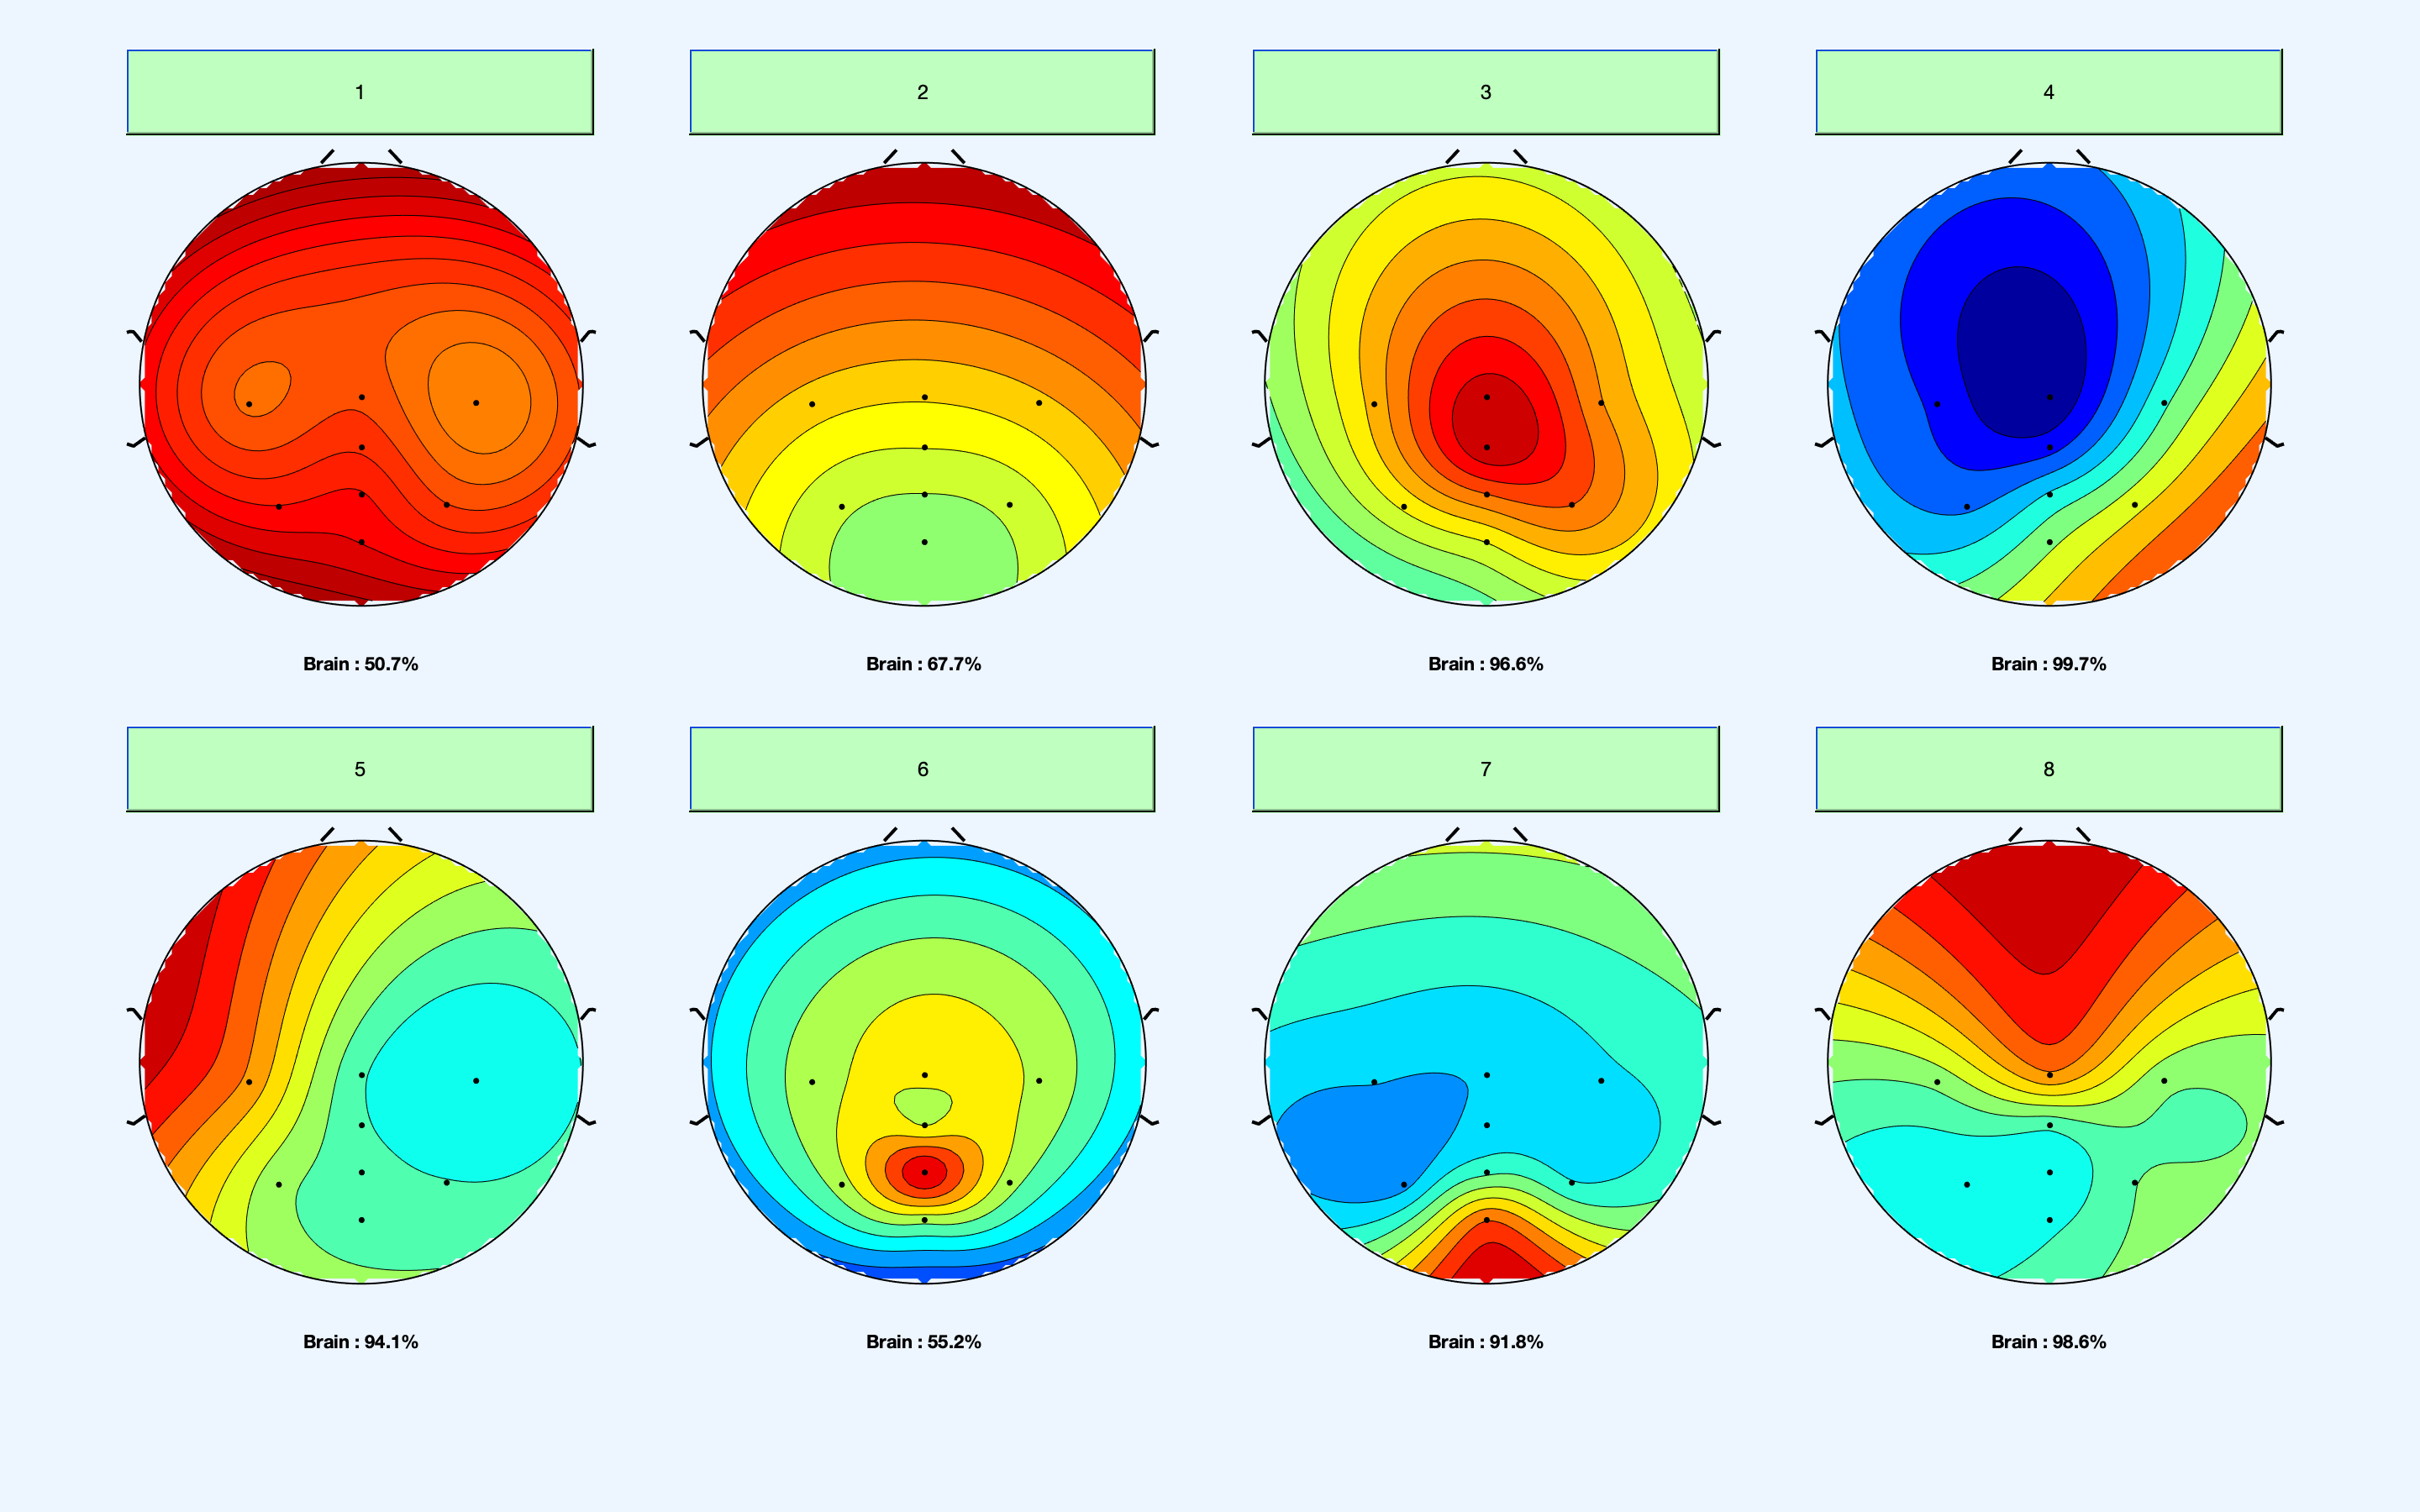 1
2
3
4
Brain : 50.7%
Brain : 67.7%
Brain : 96.6%
Brain : 99.7%
5
6
7
8
Brain : 94.1%
Brain : 55.2%
Brain : 91.8%
Brain : 98.6%